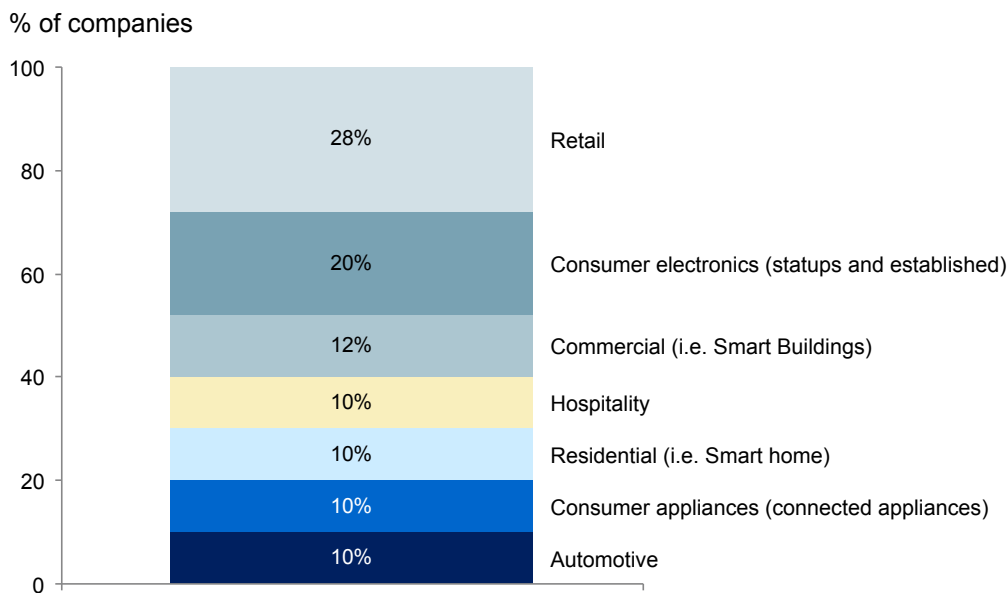 % of companies
100
80
60
40
20
0
28%
20%
12%
10%
10%
10%
10%
Retail
Consumer electronics (statups and established)
Commercial (i.e. Smart Buildings)
Hospitality
Residential (i.e. Smart home)
Consumer appliances (connected appliances)
Automotive